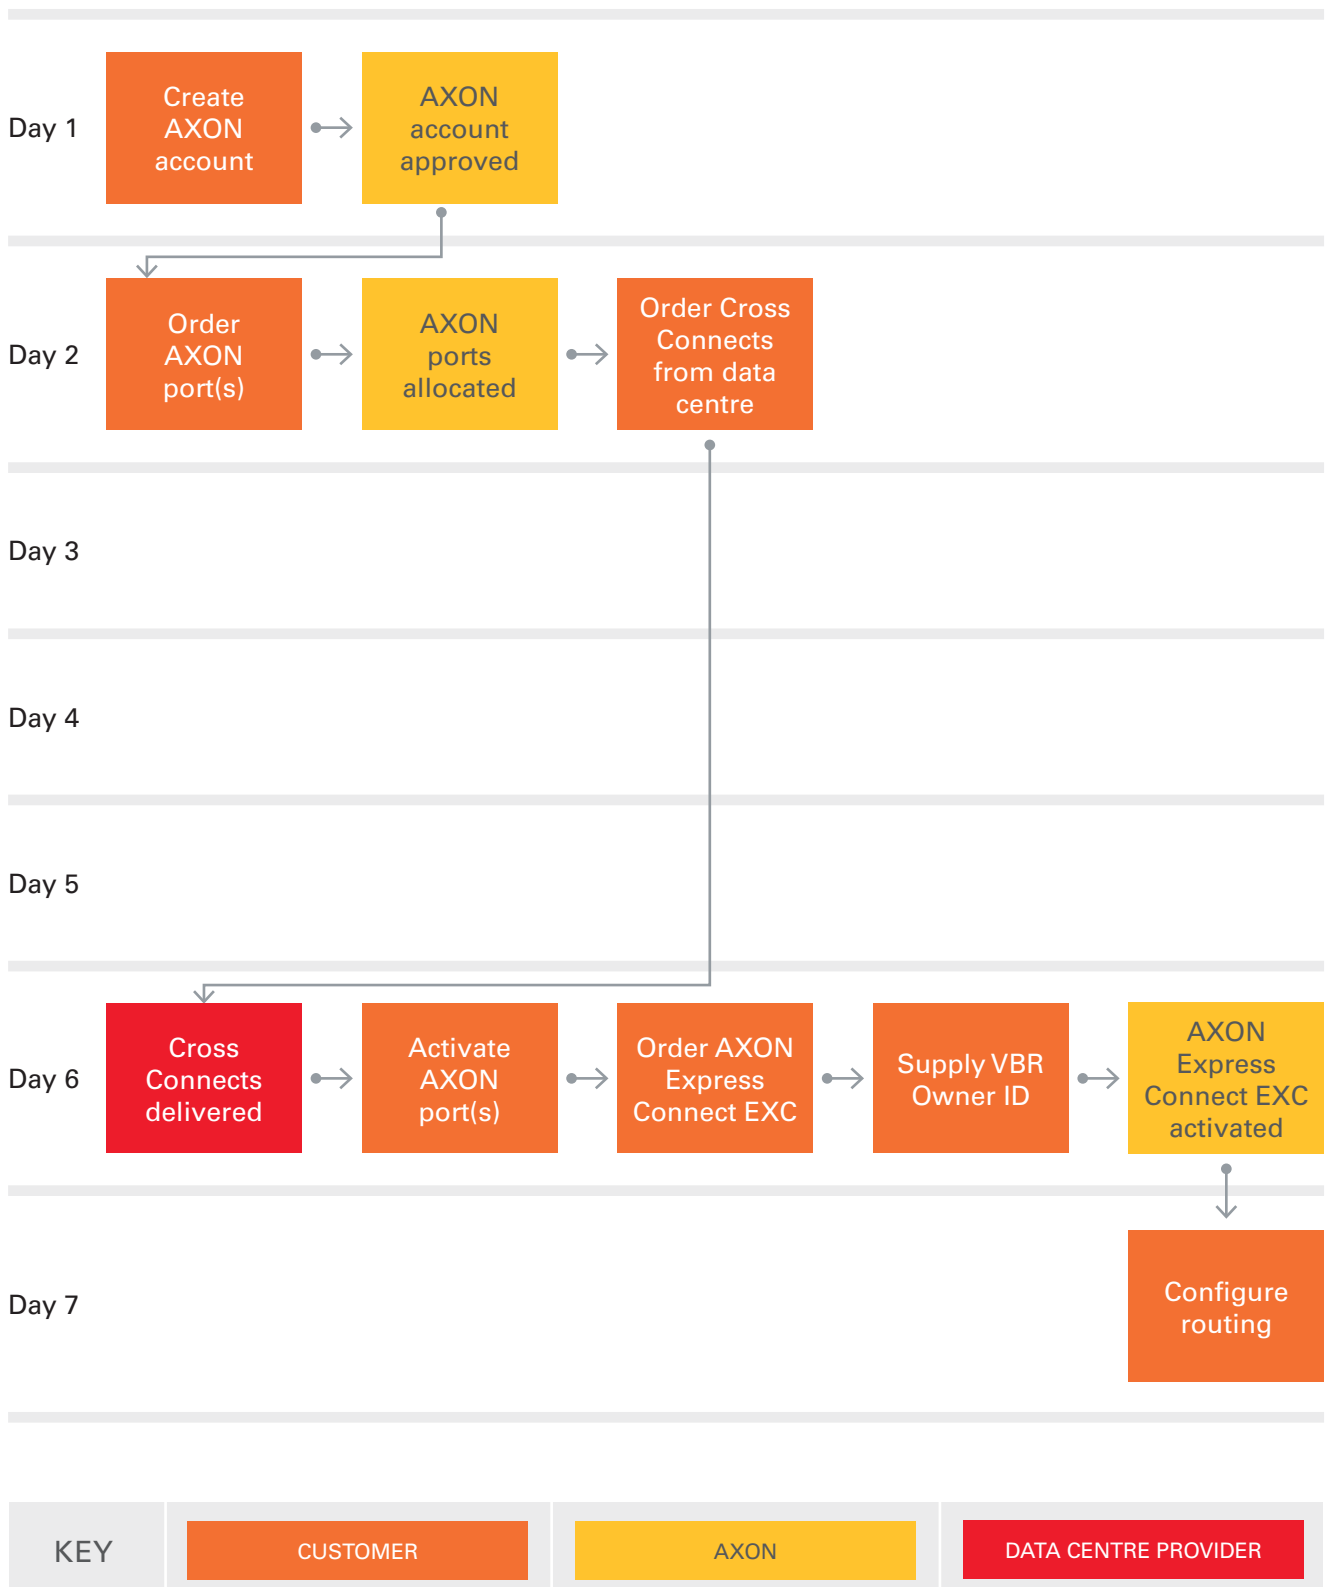 Day 1
Create
AXON
account
AXON
account
approved
Day 2
Order
AXON
port(s)
AXON
ports
allocated
Order Cross
Connects
from data
centre
Day 3
Day 4
Day 5
Day 6
Cross
Connects
delivered
Activate
AXON
port(s)
Order AXON
Express
Connect EXC
Supply VBR
Owner ID
AXON
Express
Connect EXC
activated
Day 7
Configure
routing
KEY
CUSTOMER
AXON
DATA CENTRE PROVIDER